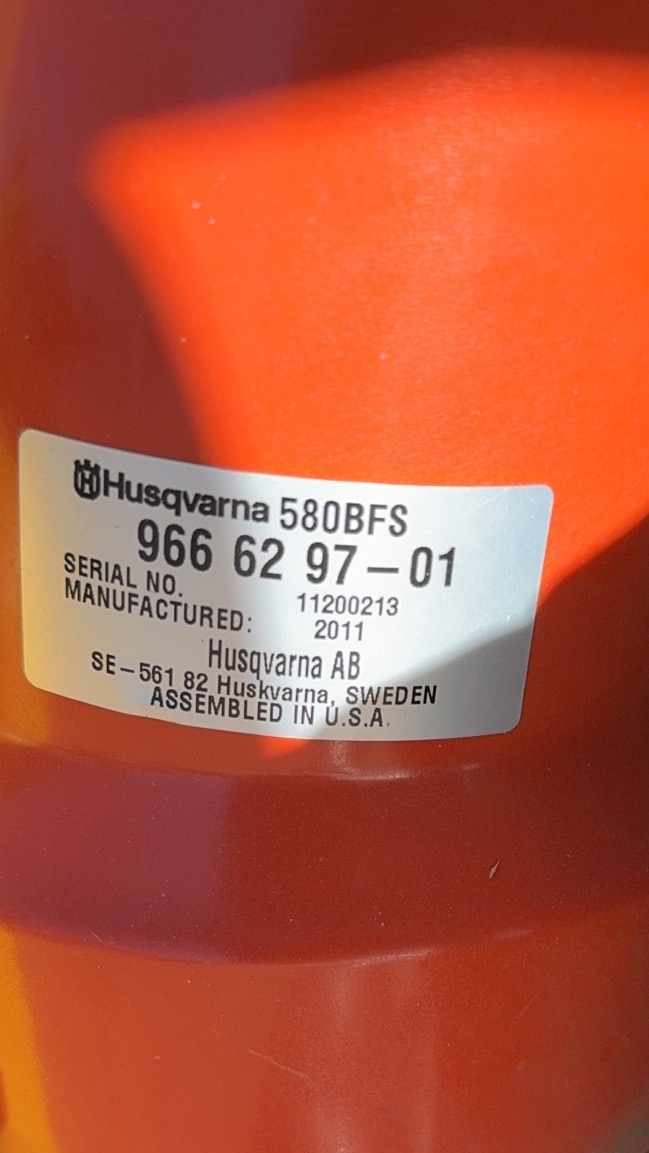 Husqvarna 580BFS
966 62 97-01
SERIAL NO. 11200213
MANUFACTURED: 2011
Husqvarna AB
SE-561 82 Huskvarna, SWEDEN
ASSEMBLED IN U.S.A.